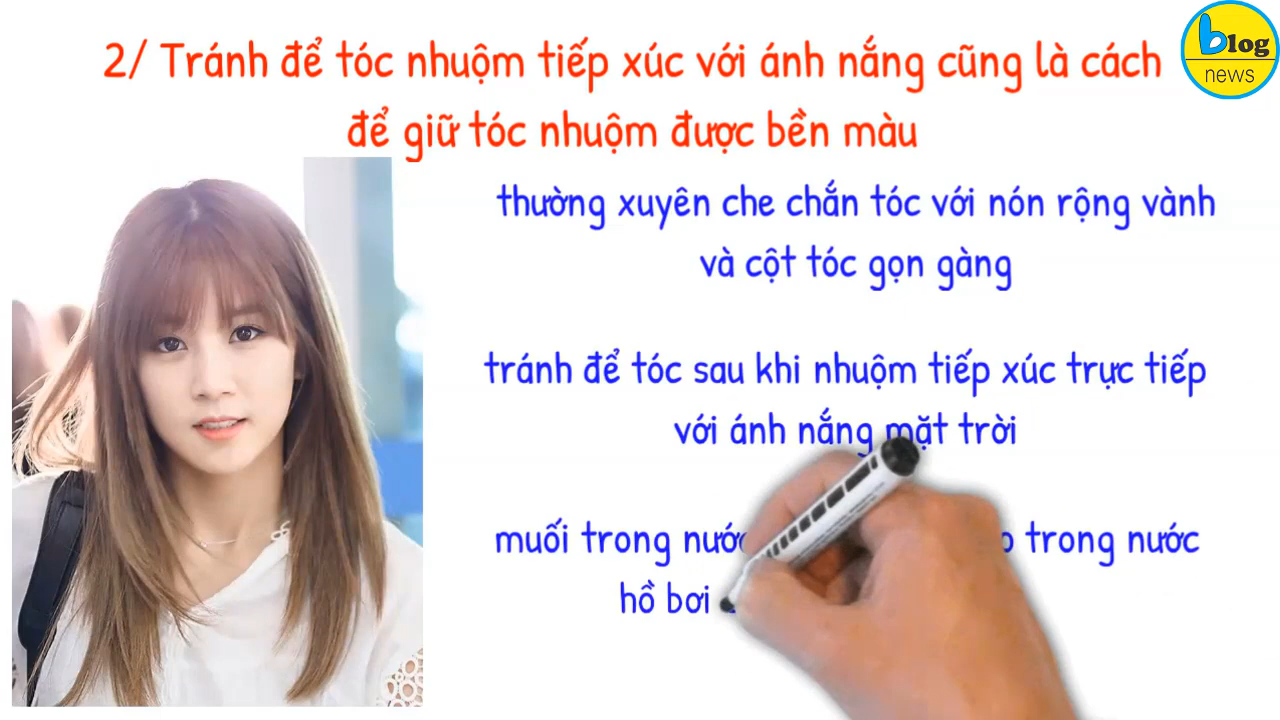 2/ Tránh để tóc nhuộm tiếp xúc với ánh nắng cũng là cách
để giữ tóc nhuộm được bền màu
blog
news
thường xuyên che chắn tóc với nón rộng vành
và cột tóc gọn gàng
tránh để tóc sau khi nhuộm tiếp xúc trực tiếp
với ánh nắng mặt trời
muối trong nước trong nước
hồ bơi